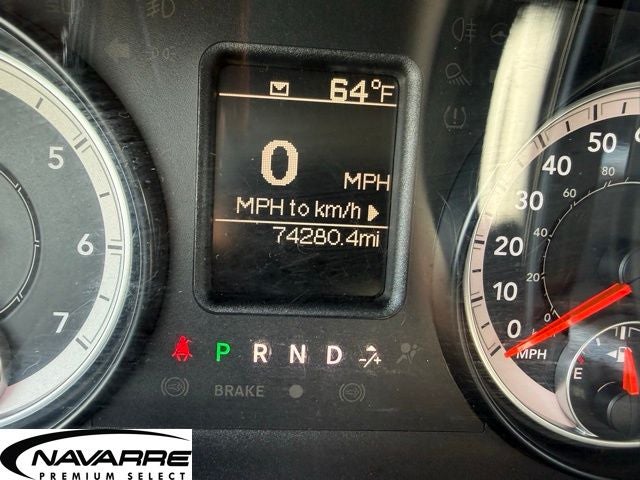 64°F
0
MPH
MPH to km/h
74280.4mi
5
6
7
50
40
30
20
10
0
80
60
40
20
0
MPH
E
P R N D -/+
BRAKE
NAVARRE
PREMIUM SELECT